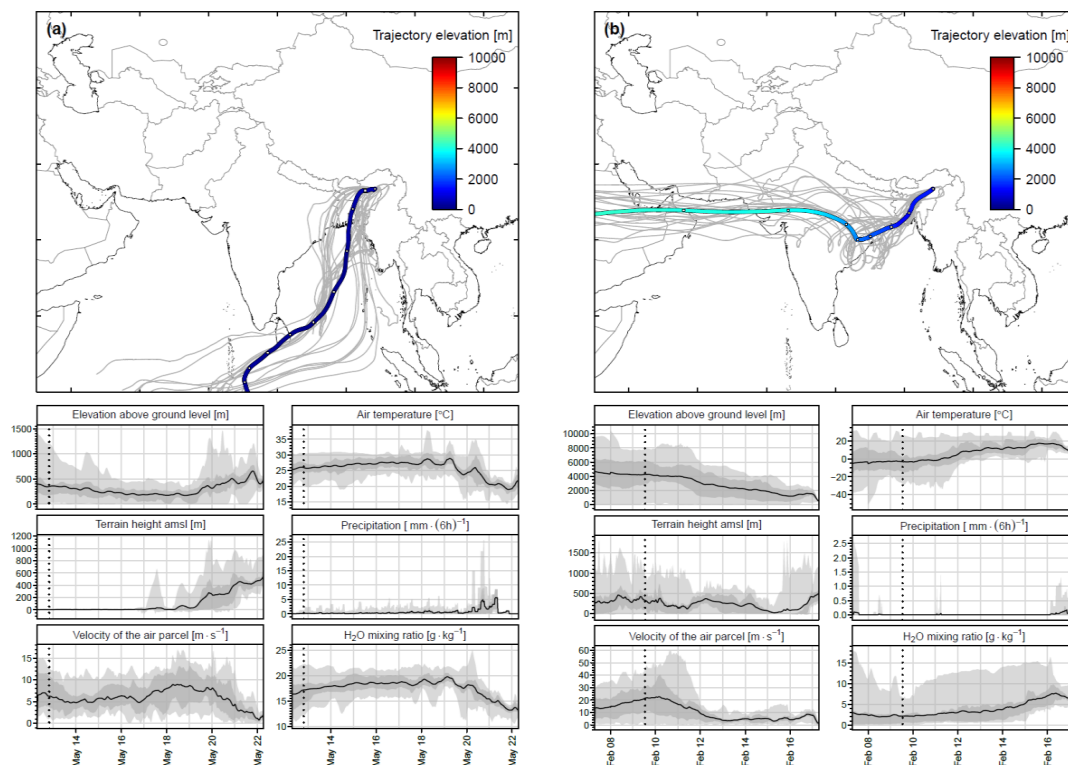 (a)
Trajectory elevation [m]
10000
8000
6000
4000
2000
0
(b)
Trajectory elevation [m]
10000
8000
6000
4000
2000
0
Elevation above ground level [m]
1500
1000
500
0
Air temperature [°C]
35
30
25
20
15
Terrain height amsl [m]
1200
1000
800
600
400
200
0
Precipitation [ mm · (6h)⁻¹]
25
20
15
10
5
0
Velocity of the air parcel [m · s⁻¹]
15
10
5
0
May 14
May 16
May 18
May 20
May 22
H₂O mixing ratio [g · kg⁻¹]
25
20
15
10
May 14
May 16
May 18
May 20
May 22
Elevation above ground level [m]
10000
8000
6000
4000
2000
0
Air temperature [°C]
20
0
−20
−40
Terrain height amsl [m]
1500
1000
500
0
Precipitation [ mm · (6h)⁻¹]
2.5
2.0
1.5
1.0
0.5
0.0
Velocity of the air parcel [m · s⁻¹]
60
50
40
30
20
10
0
Feb 08
Feb 10
Feb 12
Feb 14
Feb 16
H₂O mixing ratio [g · kg⁻¹]
15
10
5
0
Feb 08
Feb 10
Feb 12
Feb 14
Feb 16